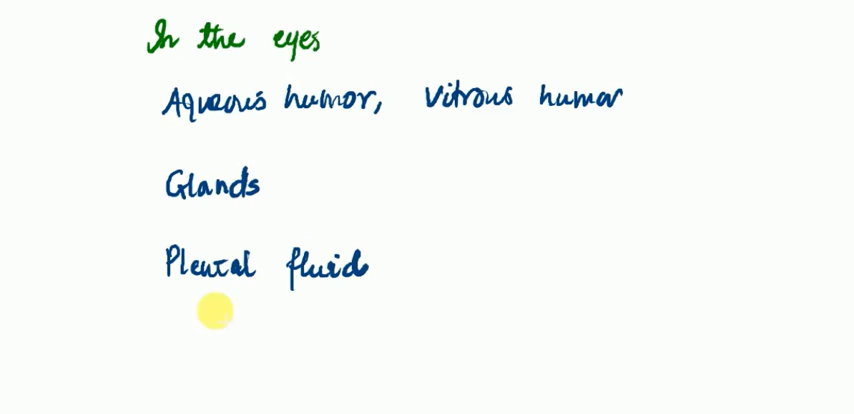 In the eyes
Aqueous humor, Vitrous humor
Glands
Pleural fluid